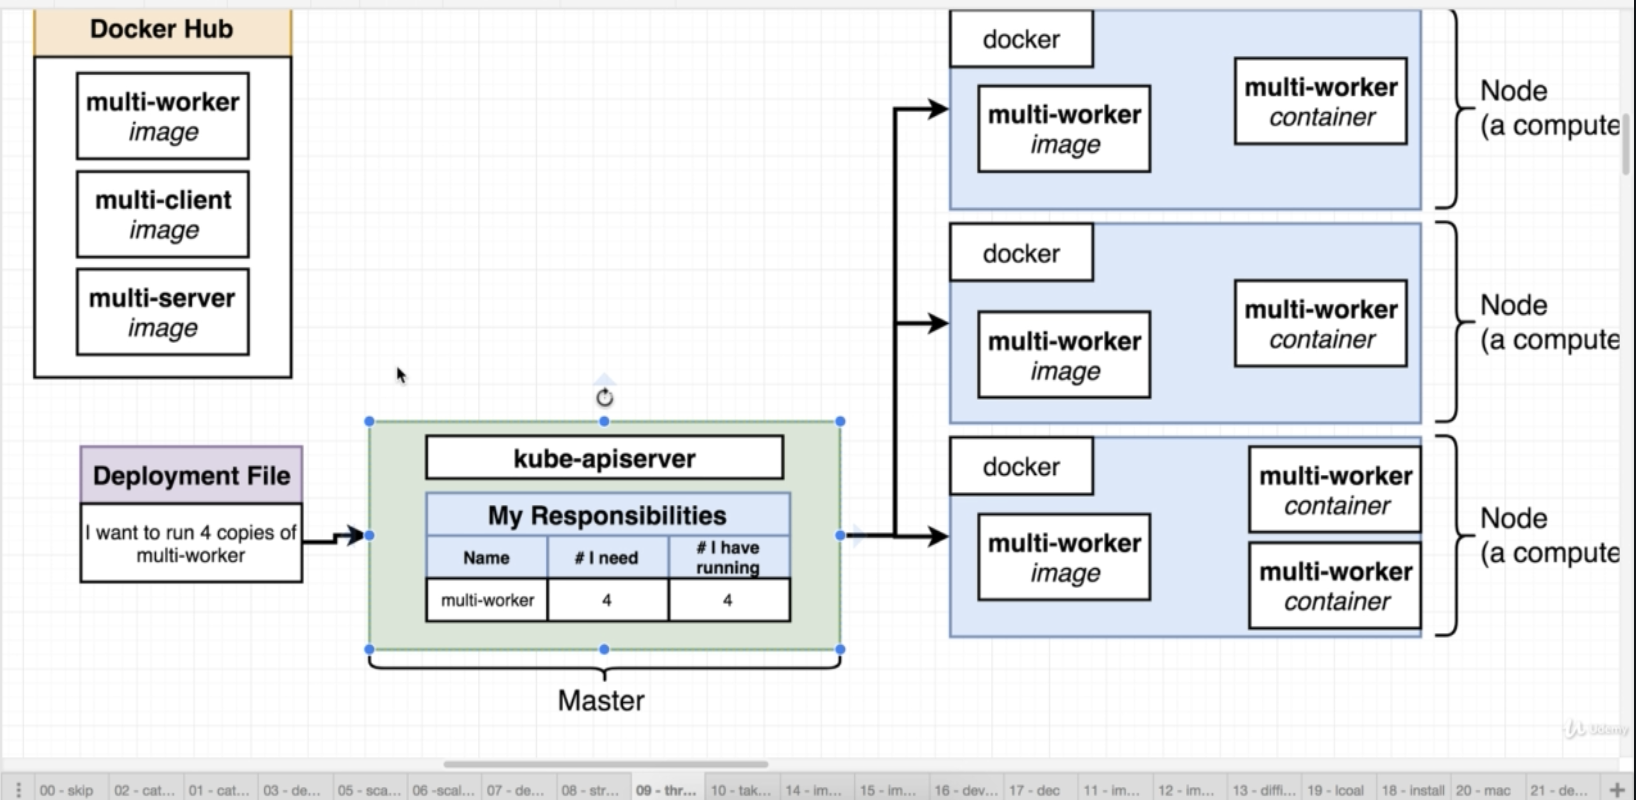 Docker Hub
multi-worker
image
multi-client
image
multi-server
image
Deployment File
I want to run 4 copies of
multi-worker
kube-apiserver
My Responsibilities
Name
# I need
# I have
running
multi-worker
4
4
Master
docker
multi-worker
image
multi-worker
container
Node
(a compute
docker
multi-worker
image
multi-worker
container
Node
(a compute
docker
multi-worker
image
multi-worker
container
multi-worker
container
Node
(a compute
Udemy
00 - skip
02 - cat...
01 - cat...
03 - de...
05 - sca...
06 -scal...
07 - de...
08 - str...
09 - thr...
10 - tak...
14 - im...
15 - im...
16 - dev...
17 - dec
11 - im...
12 - im...
13 - diffi...
19 - lcoal
18 - install
20 - mac
21 - de...